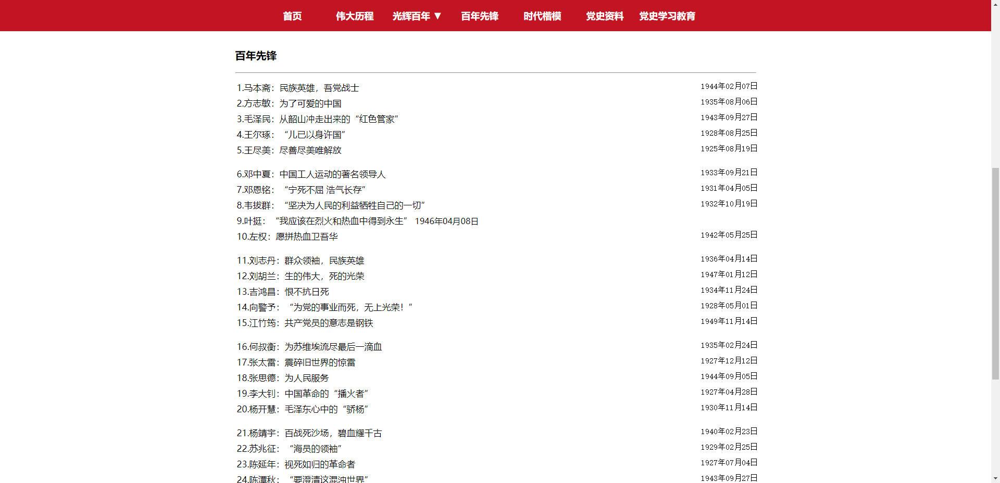 首页 伟大历程 光辉百年 ▼ 百年先锋 时代楷模 党史资料 党史学习教育
百年先锋
1.马本斋：民族英雄，吾党战士 1944年02月07日
2.方志敏：为了可爱的中国 1935年08月06日
3.毛泽民：从韶山冲走出来的“红色管家” 1943年09月27日
4.王尔琢：“儿已以身许国” 1928年08月25日
5.王尽美：尽善尽美唯解放 1925年08月19日
6.邓中夏：中国工人运动的著名领导人 1933年09月21日
7.邓恩铭：“宁死不屈 浩气长存” 1931年04月05日
8.韦拔群：“坚决为人民的利益牺牲自己的一切” 1932年10月19日
9.叶挺：“我应该在烈火和热血中得到永生” 1946年04月08日
10.左权：愿拼热血卫吾华 1942年05月25日
11.刘志丹：群众领袖，民族英雄 1936年04月14日
12.刘胡兰：生的伟大，死的光荣 1947年01月12日
13.吉鸿昌：恨不抗日死 1934年11月24日
14.向警予：“为党的事业而死，无上光荣！” 1928年05月01日
15.江竹筠：共产党员的意志是钢铁 1949年11月14日
16.何叔衡：为苏维埃流尽最后一滴血 1935年02月24日
17.张太雷：震碎旧世界的惊雷 1927年12月12日
18.张思德：为人民服务 1944年09月05日
19.李大钊：中国革命的“播火者” 1927年04月28日
20.杨开慧：毛泽东心中的“骄杨” 1930年11月14日
21.杨靖宇：百战死沙场，碧血耀千古 1940年02月23日
22.苏兆征：“海员的领袖” 1929年02月25日
23.陈延年：视死如归的革命者 1927年07月04日
24.陈潭秋：“要澄清这混浊世界” 1943年09月27日